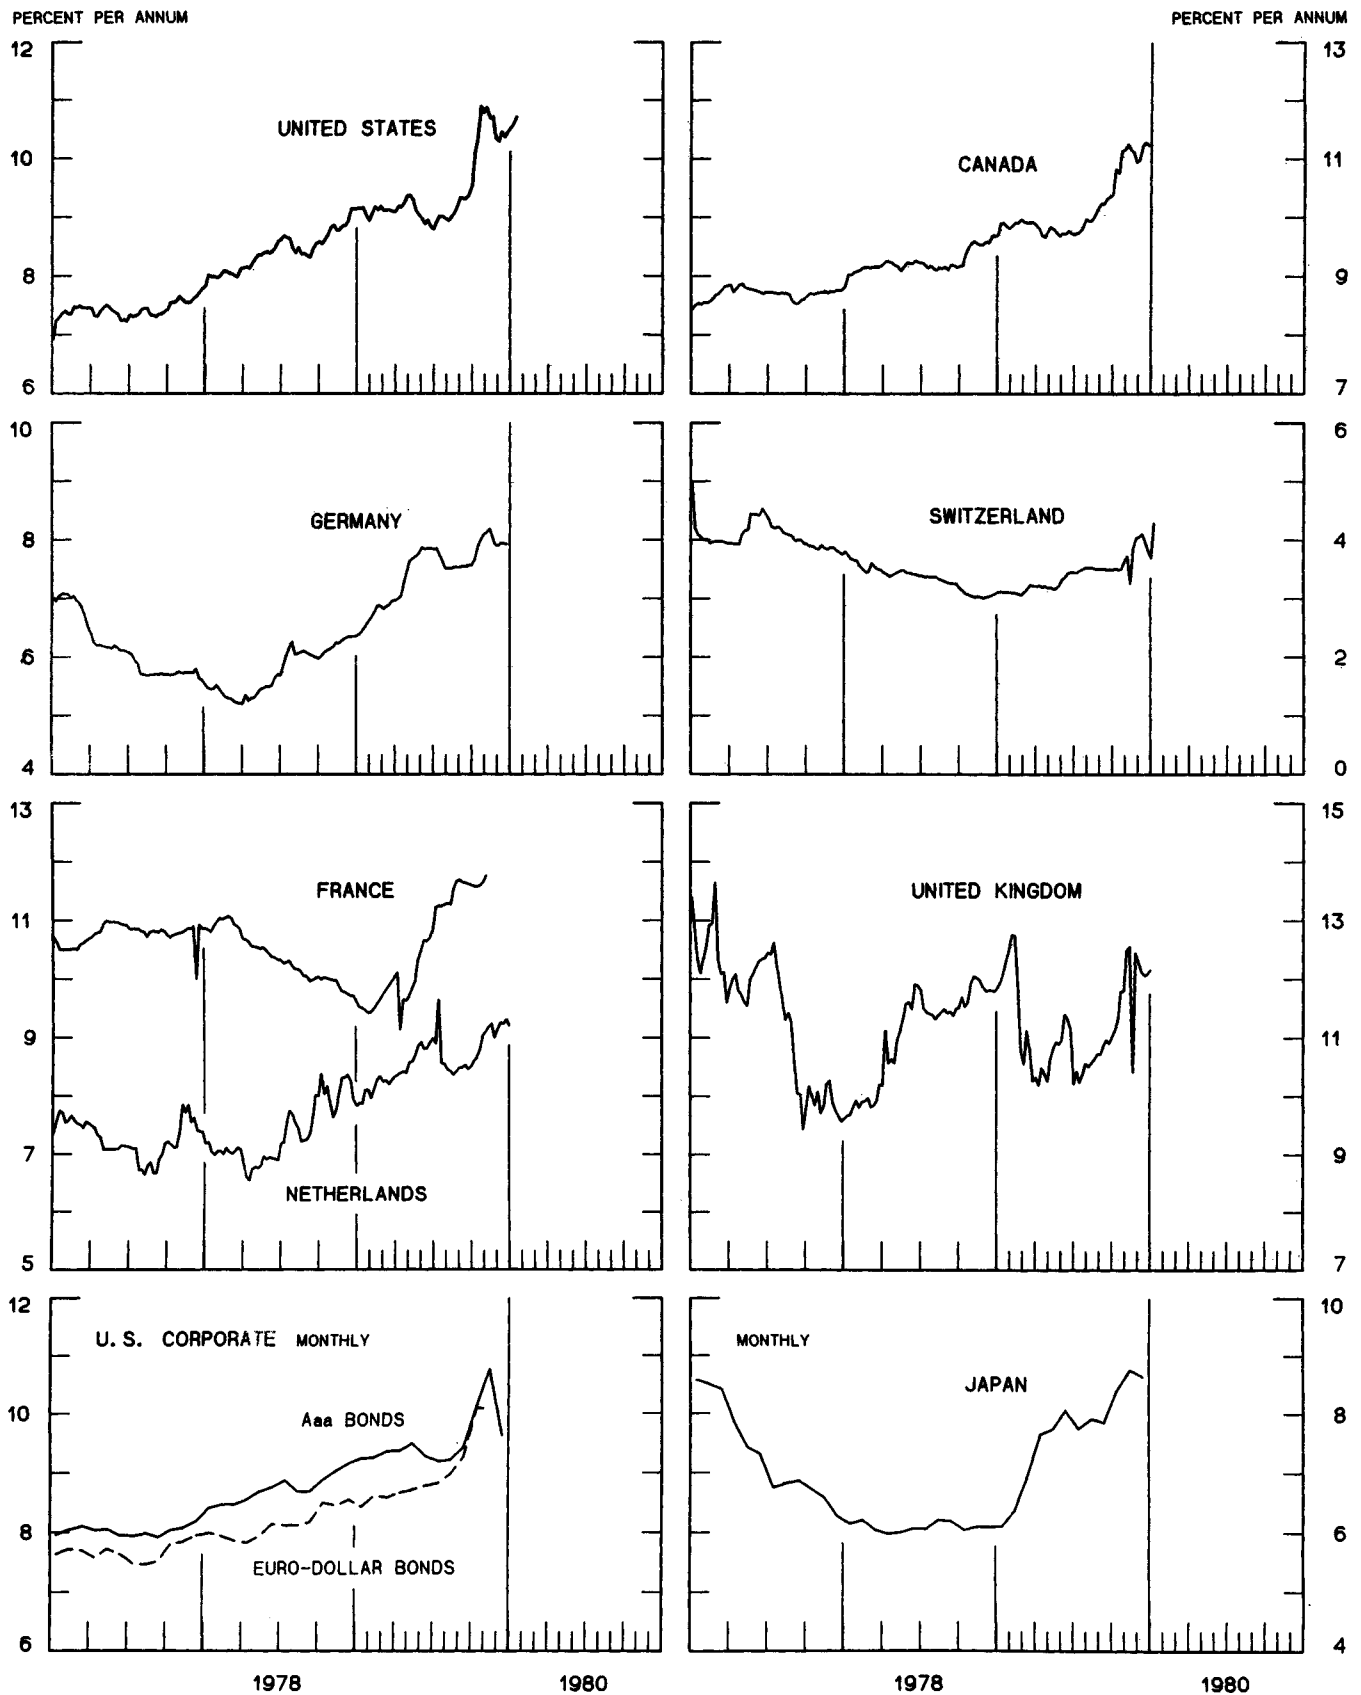 PERCENT PER ANNUM
PERCENT PER ANNUM
12
10
8
6
UNITED STATES
13
11
9
7
CANADA
10
8
6
4
GERMANY
6
4
2
0
SWITZERLAND
13
11
9
7
5
FRANCE
NETHERLANDS
15
13
11
9
7
UNITED KINGDOM
12
10
8
6
U.S. CORPORATE MONTHLY
Aaa BONDS
EURO-DOLLAR BONDS
1978
1980
10
8
6
4
MONTHLY
JAPAN
1978
1980